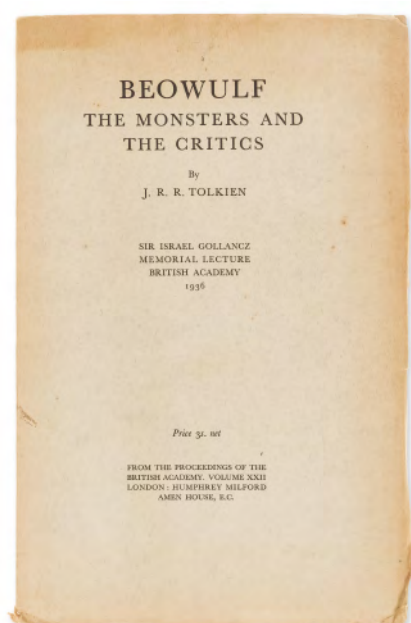 BEOWULF
THE MONSTERS AND
THE CRITICS
By
J. R. R. TOLKIEN
SIR ISRAEL GOLLANCZ
MEMORIAL LECTURE
BRITISH ACADEMY
1936
Price 3s. net
FROM THE PROCEEDINGS OF THE
BRITISH ACADEMY. VOLUME XXII
LONDON: HUMPHREY MILFORD
AMEN HOUSE, E.C.